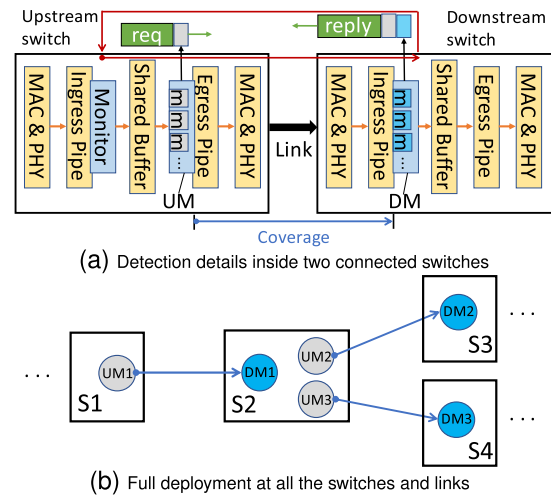 Upstream switch
req
reply
Downstream switch
MAC & PHY
Ingress Pipe
Monitor
Shared Buffer
m
m
m
...
Egress Pipe
MAC & PHY
UM
Link
MAC & PHY
Ingress Pipe
m
m
m
...
Shared Buffer
Egress Pipe
MAC & PHY
DM
Coverage
(a) Detection details inside two connected switches
...
UM1
S1
DM1
S2
UM2
UM3
DM2
S3
...
DM3
S4
...
(b) Full deployment at all the switches and links